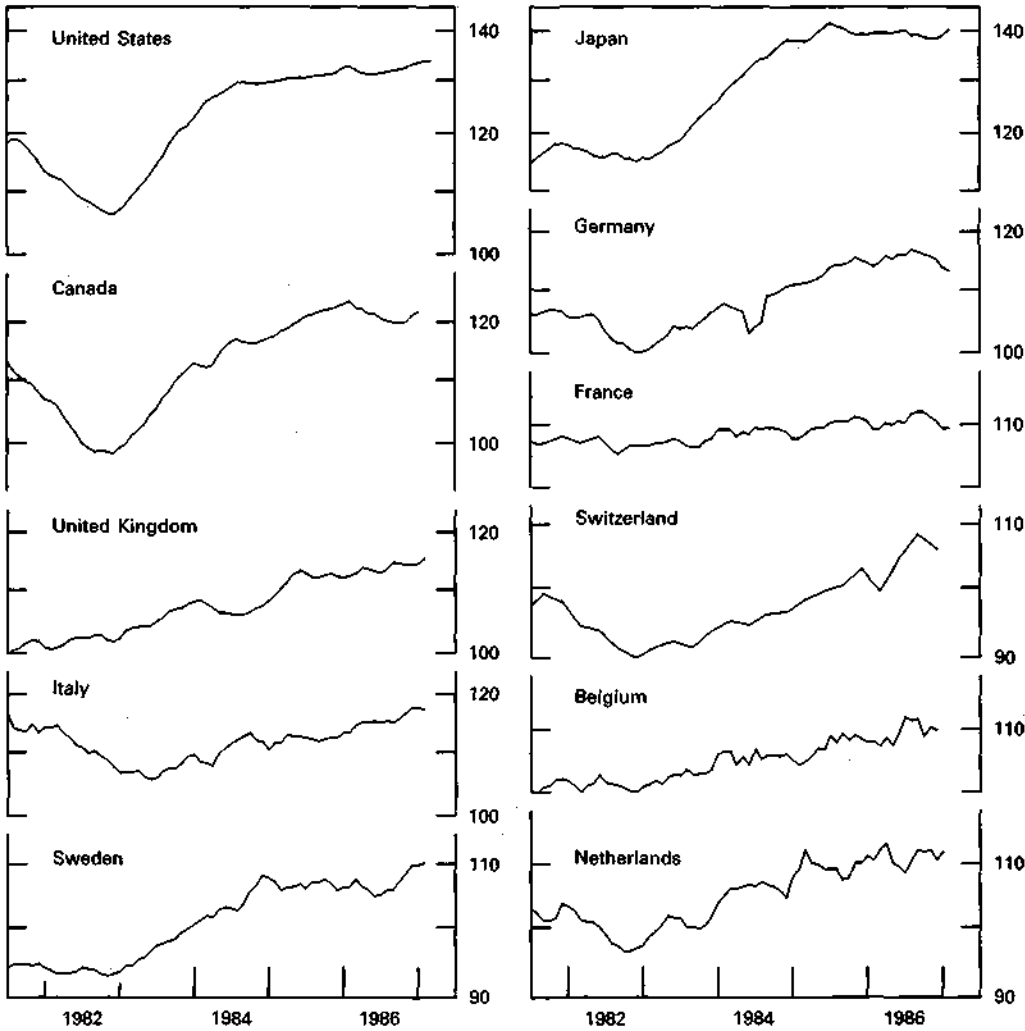 United States
140
120
100
Canada
120
100
United Kingdom
120
100
Italy
120
100
Sweden
110
90
1982 1984 1986
Japan
140
120
Germany
120
100
France
110
Switzerland
110
90
Belgium
110
Netherlands
110
90
1982 1984 1986